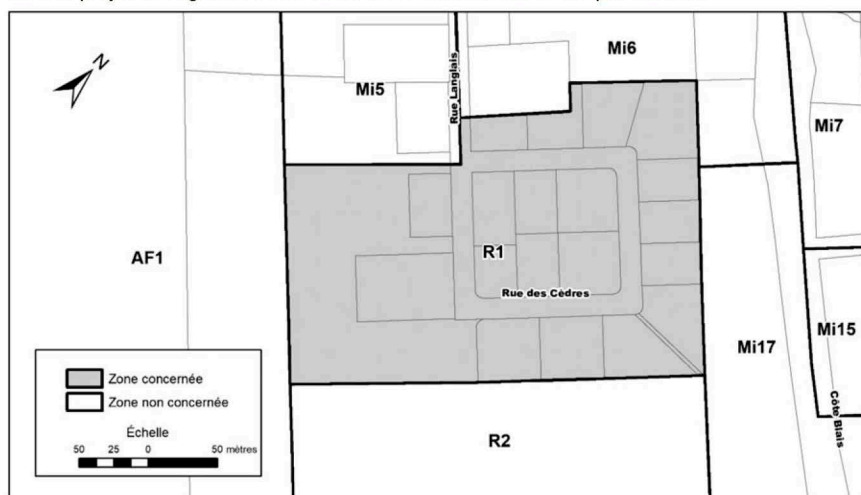 N
Mi5
Rue Langlais
Mi6
Mi7
AF1
R1
Rue des Cèdres
Mi17
Mi15
Côte Blais
R2
Zone concernée
Zone non concernée
Échelle
50 25 0 50 mètres